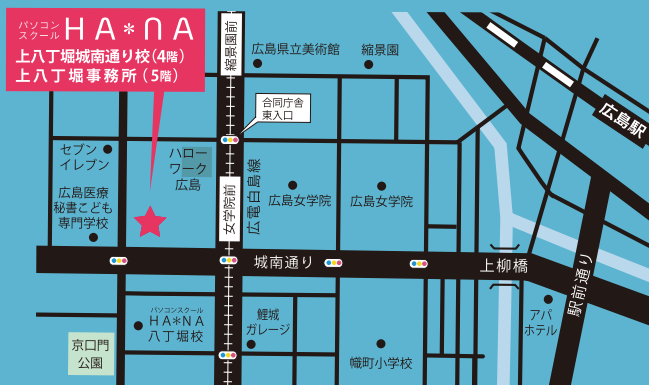 パソコン
スクール
HA*NA
上八丁堀城南通り校(4階)
上八丁堀事務所(5階)
縮景園前
広島県立美術館
縮景園
広島駅
合同庁舎
東入口
セブン
イレブン
ハロー
ワーク
広島
広島医療
秘書こども
専門学校
女学院前
広電白島線
広島女学院
広島女学院
城南通り
上柳橋
駅前通り
アパ
ホテル
パソコンスクール
HA*NA
八丁堀校
鯉城
ガレージ
幟町小学校
京口門
公園